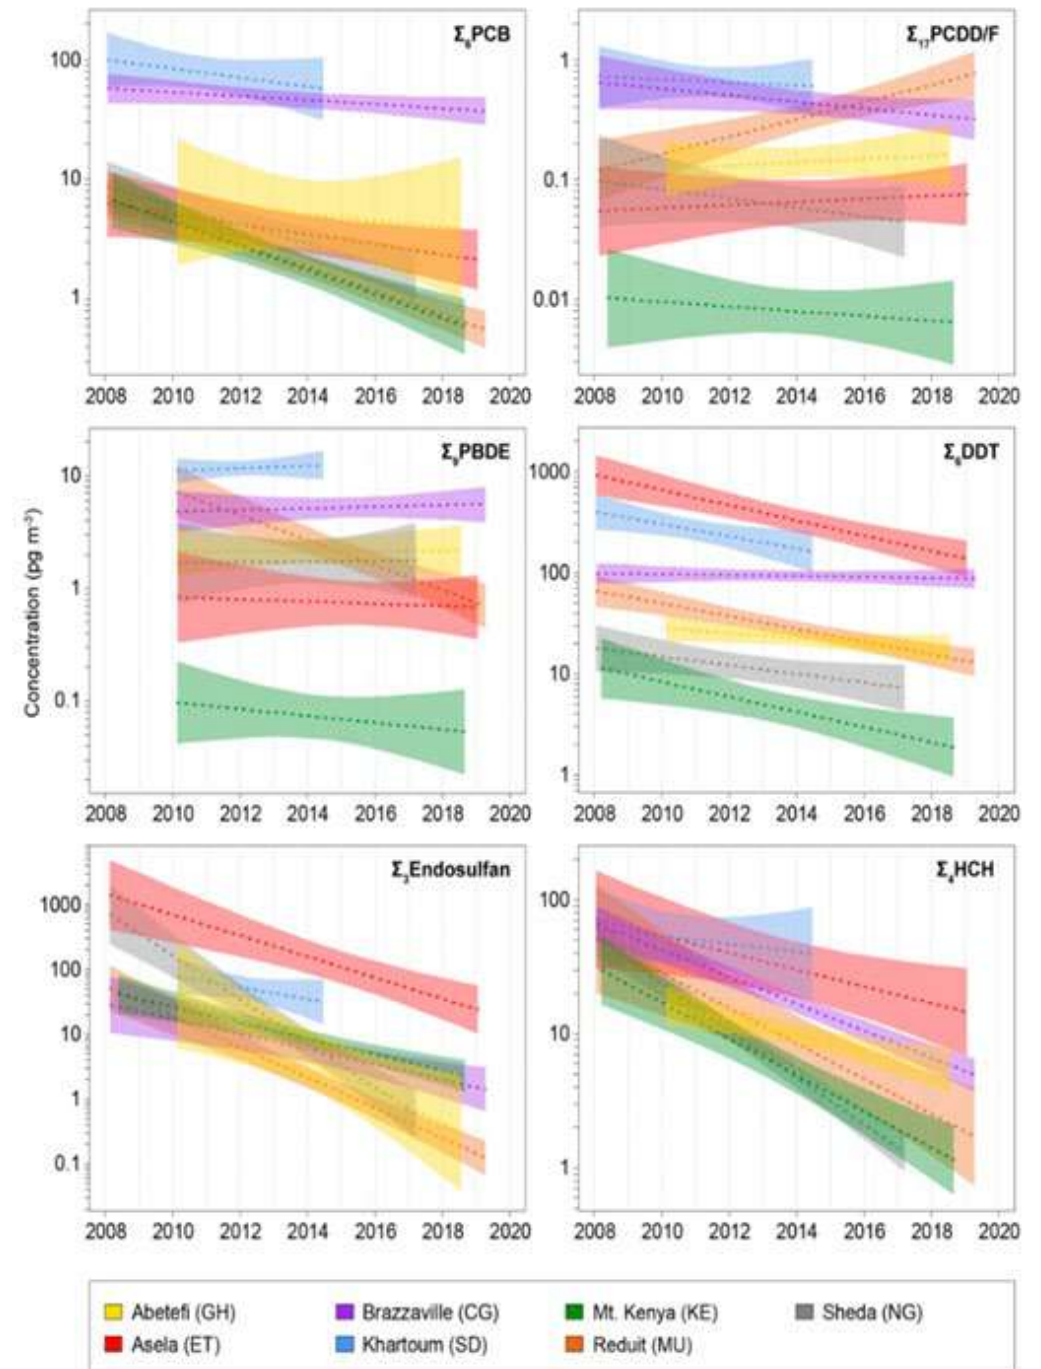 Σ₆PCB
Σ₁₇PCDD/F
100
10
1
1
0.1
0.01
2008 2010 2012 2014 2016 2018 2020
2008 2010 2012 2014 2016 2018 2020
Σ₉PBDE
Σ₆DDT
Concentration (pg m⁻³)
10
1
0.1
1000
100
10
1
2008 2010 2012 2014 2016 2018 2020
2008 2010 2012 2014 2016 2018 2020
Endosulfan
Σ₄HCH
1000
100
10
1
0.1
100
10
1
2008 2010 2012 2014 2016 2018 2020
2008 2010 2012 2014 2016 2018 2020
Abetefi (GH) Brazzaville (CG) Mt. Kenya (KE) Sheda (NG)
Asela (ET) Khartoum (SD) Reduit (MU)